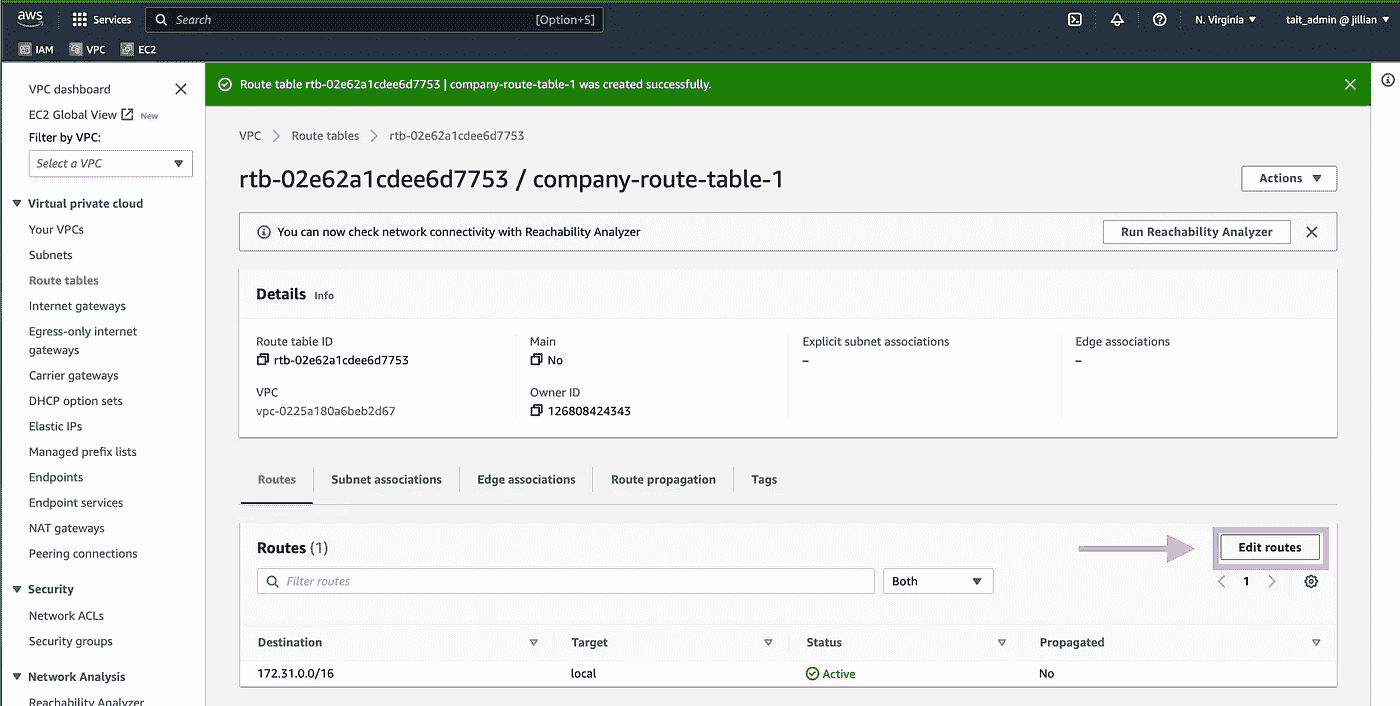 aws Services Search [Option+S] N. Virginia tait_admin @ jillian
IAM VPC EC2
VPC dashboard
EC2 Global View New
Filter by VPC:
Select a VPC
Virtual private cloud
Your VPCs
Subnets
Route tables
Internet gateways
Egress-only internet
gateways
Carrier gateways
DHCP option sets
Elastic IPs
Managed prefix lists
Endpoints
Endpoint services
NAT gateways
Peering connections
Security
Network ACLs
Security groups
Network Analysis
Reachability Analyzer
Route table rtb-02e62a1cdee6d7753 | company-route-table-1 was created successfully.
VPC Route tables rtb-02e62a1cdee6d7753
rtb-02e62a1cdee6d7753 / company-route-table-1
Actions
You can now check network connectivity with Reachability Analyzer
Run Reachability Analyzer
Details Info
Route table ID
rtb-02e62a1cdee6d7753
Main
No
Explicit subnet associations
–
Edge associations
–
VPC
vpc-0225a180a6beb2d67
Owner ID
126808424343
Routes Subnet associations Edge associations Route propagation Tags
Routes (1)
Edit routes
Filter routes
Both
1
Destination Target Status Propagated
172.31.0.0/16 local Active No